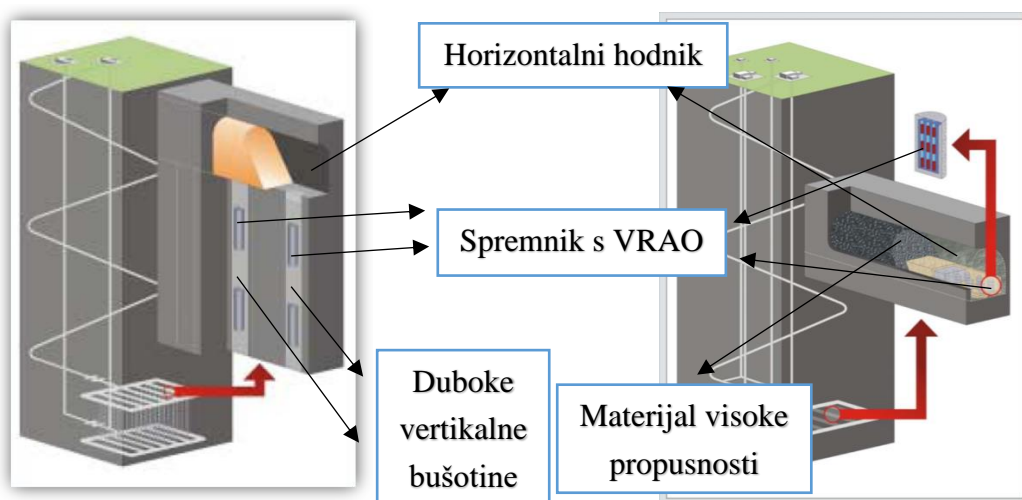 Horizontalni hodnik
Spremnik s VRAO
Duboke
vertikalne
bušotine
Materijal visoke
propusnosti